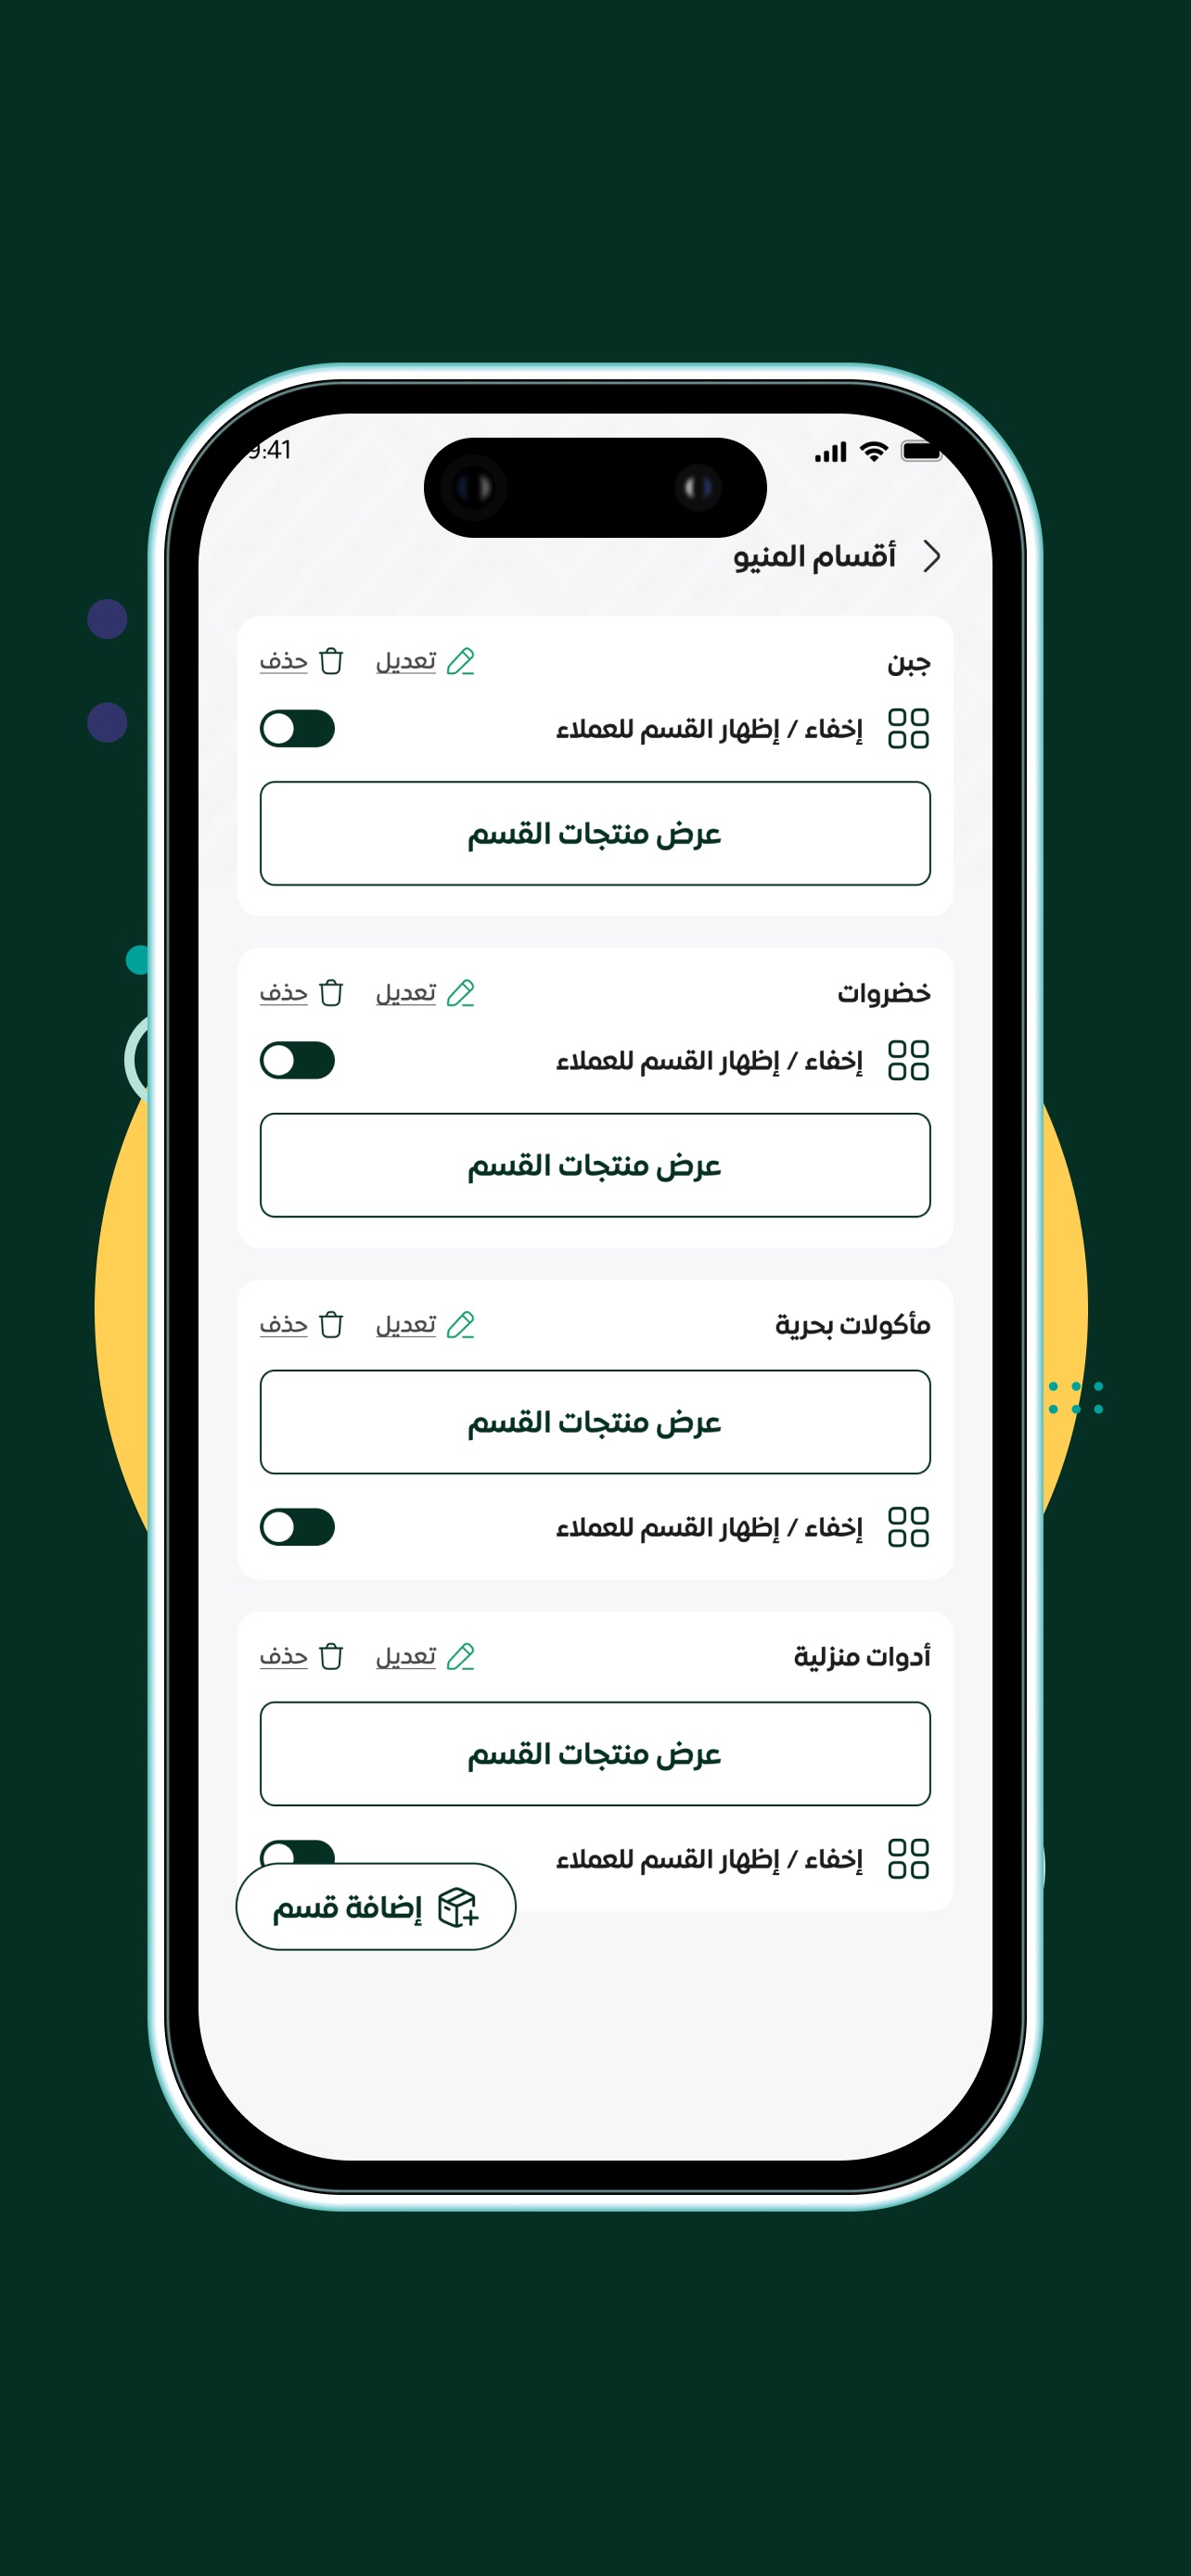 9:41
أقسام المنيو
جبن
تعديل
حذف
إخفاء / إظهار القسم للعملاء
عرض منتجات القسم
خضروات
تعديل
حذف
إخفاء / إظهار القسم للعملاء
عرض منتجات القسم
مأكولات بحرية
تعديل
حذف
عرض منتجات القسم
إخفاء / إظهار القسم للعملاء
أدوات منزلية
تعديل
حذف
عرض منتجات القسم
إخفاء / إظهار القسم للعملاء
إضافة قسم